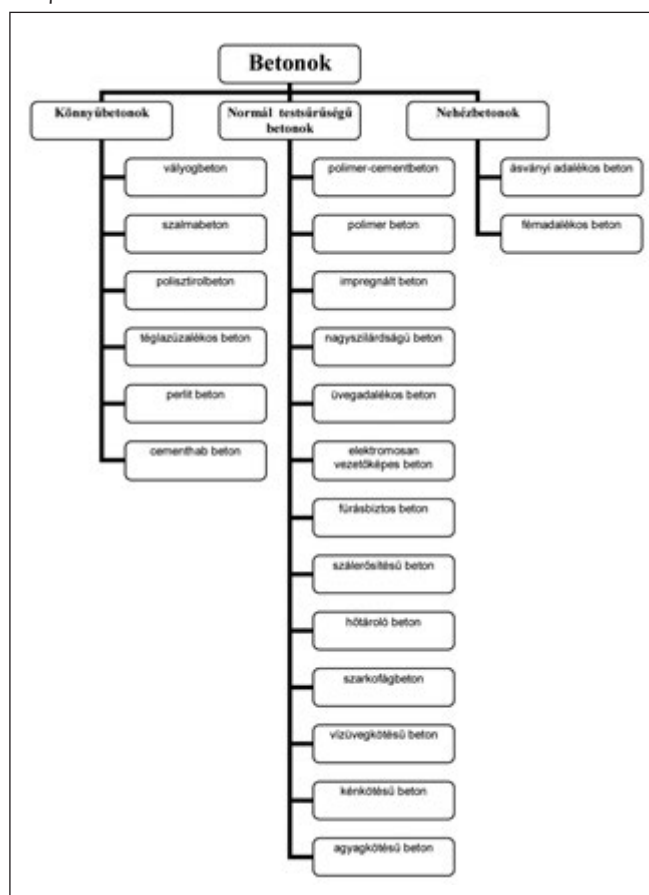 Betonok
Könnyűbetonok
Normál testsűrűségű
betonok
Nehézbetonok
vályogbeton
szalmabeton
polisztirolbeton
téglazúzalékos beton
perlit beton
cementhab beton
polimer-cementbeton
polimer beton
impregnált beton
nagyszilárdságú beton
üvegadalékos beton
elektromosan
vezetőképes beton
fúrásbiztos beton
szálerősítésű beton
hőtároló beton
szarkofágbeton
vízüvegkötésű beton
kénkötésű beton
agyagkötésű beton
ásványi adalékos beton
fémadalékos beton